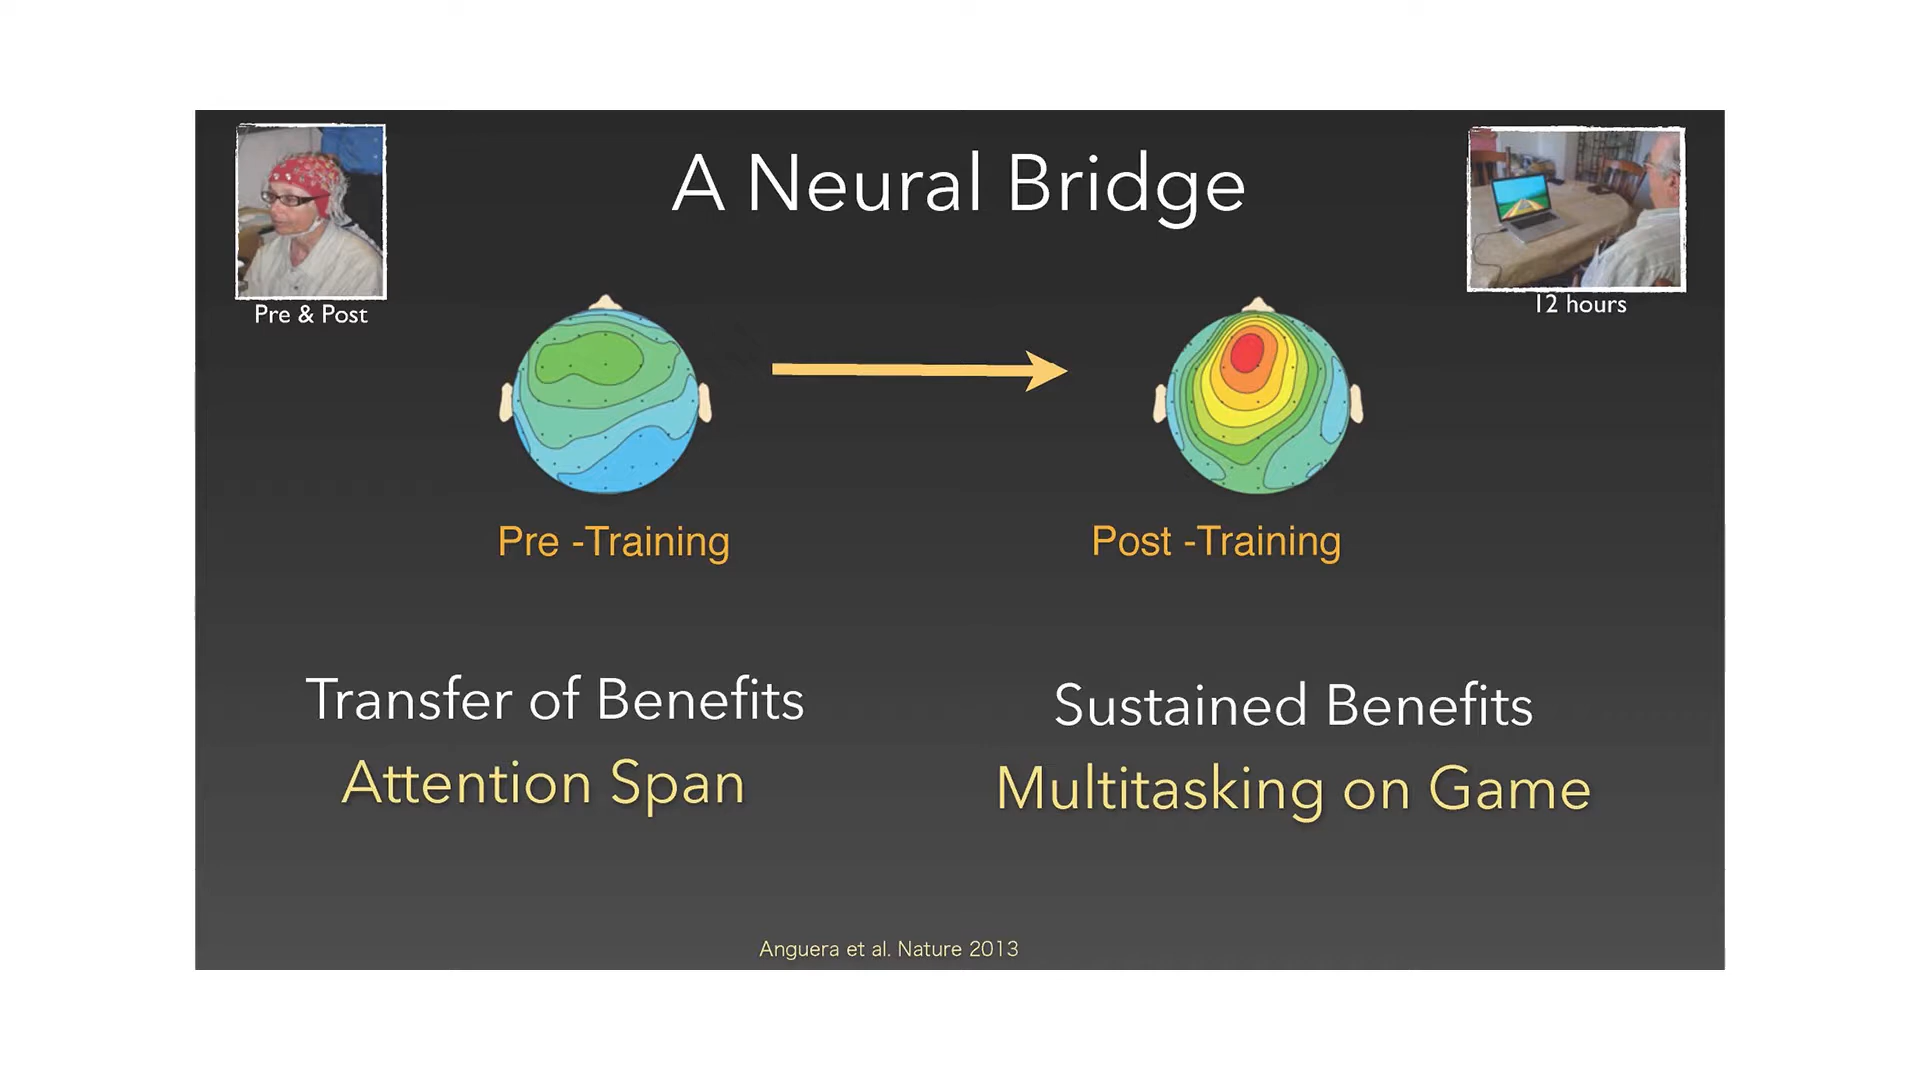 A Neural Bridge
Pre & Post
12 hours
Pre -Training
Post -Training
Transfer of Benefits
Attention Span
Sustained Benefits
Multitasking on Game
Anguera et al. Nature 2013